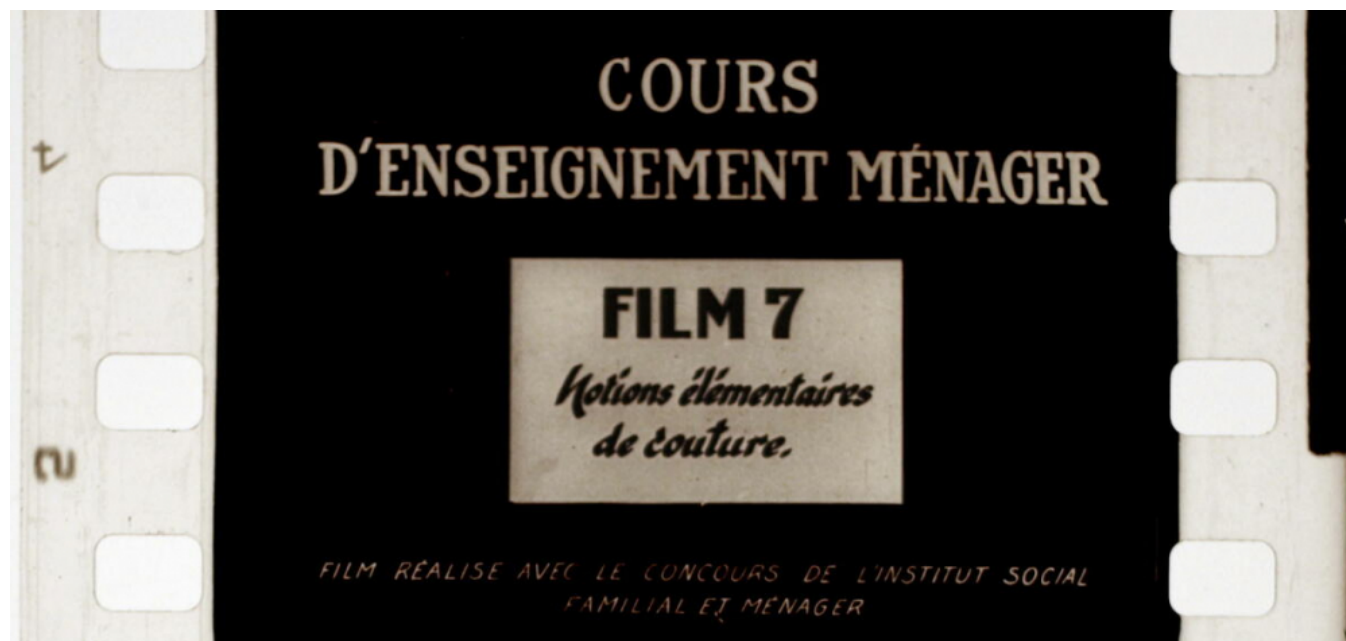 COURS
D'ENSEIGNEMENT MÉNAGER
FILM 7
Notions élémentaires
de couture.
FILM RÉALISE AVEC LE CONCOURS DE L'INSTITUT SOCIAL
FAMILIAL ET MÉNAGER